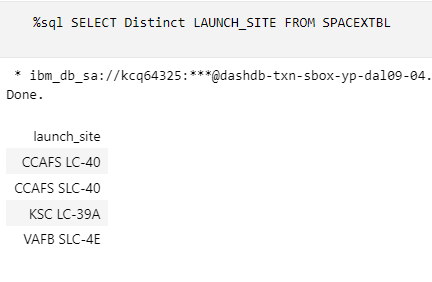 %sql SELECT Distinct LAUNCH_SITE FROM SPACEXTBL
* ibm_db_sa://kcq64325:***@dashdb-txn-sbox-yp-dal09-04.
Done.
launch_site
CCAFS LC-40
CCAFS SLC-40
KSC LC-39A
VAFB SLC-4E